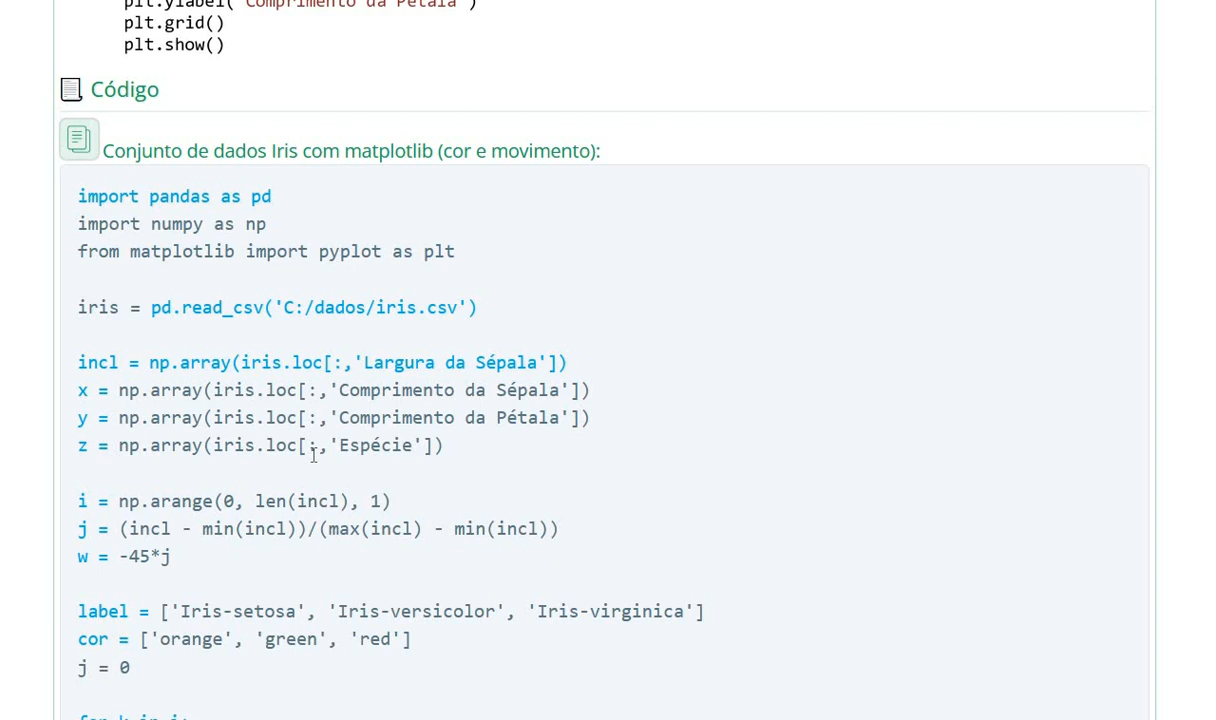 plt.ylabel('Comprimento da Pétala')
plt.grid()
plt.show()
Código
Conjunto de dados Iris com matplotlib (cor e movimento):
import pandas as pd
import numpy as np
from matplotlib import pyplot as plt
iris = pd.read_csv('C:/dados/iris.csv')
incl = np.array(iris.loc[:,'Largura da Sépala'])
x = np.array(iris.loc[:,'Comprimento da Sépala'])
y = np.array(iris.loc[:,'Comprimento da Pétala'])
z = np.array(iris.loc[:,'Espécie'])
i = np.arange(0, len(incl), 1)
j = (incl - min(incl))/(max(incl) - min(incl))
w = -45*j
label = ['Iris-setosa', 'Iris-versicolor', 'Iris-virginica']
cor = ['orange', 'green', 'red']
j = 0
for k in i: